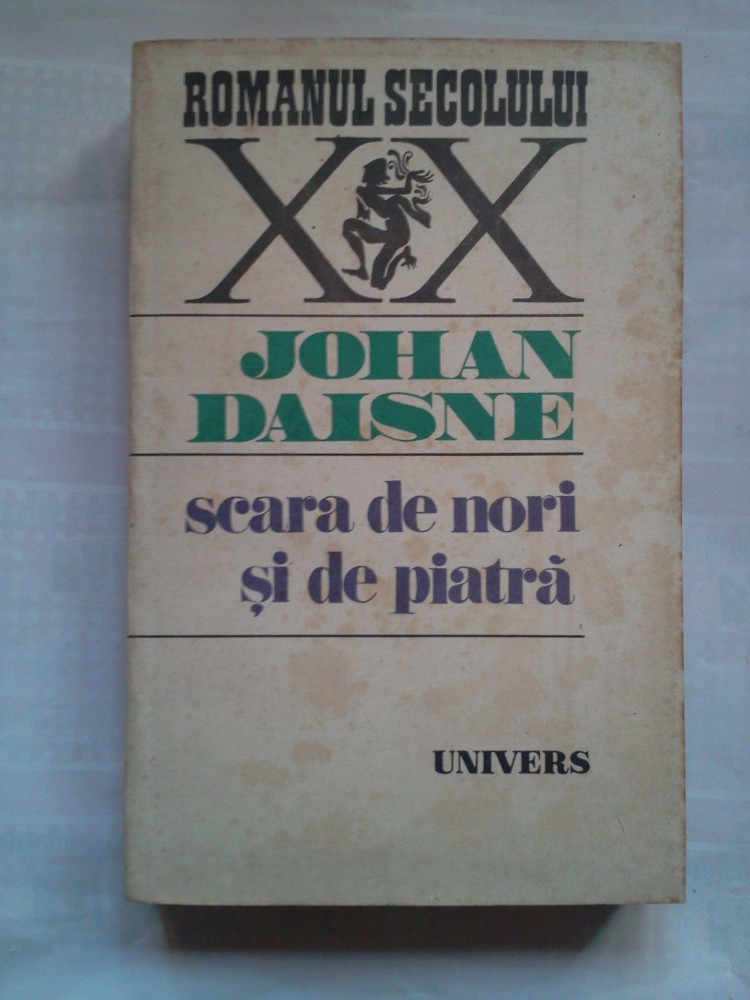 ROMANUL SECOLULUI
XX
JOHAN
DAISNE
scara de nori
și de piatră
UNIVERS